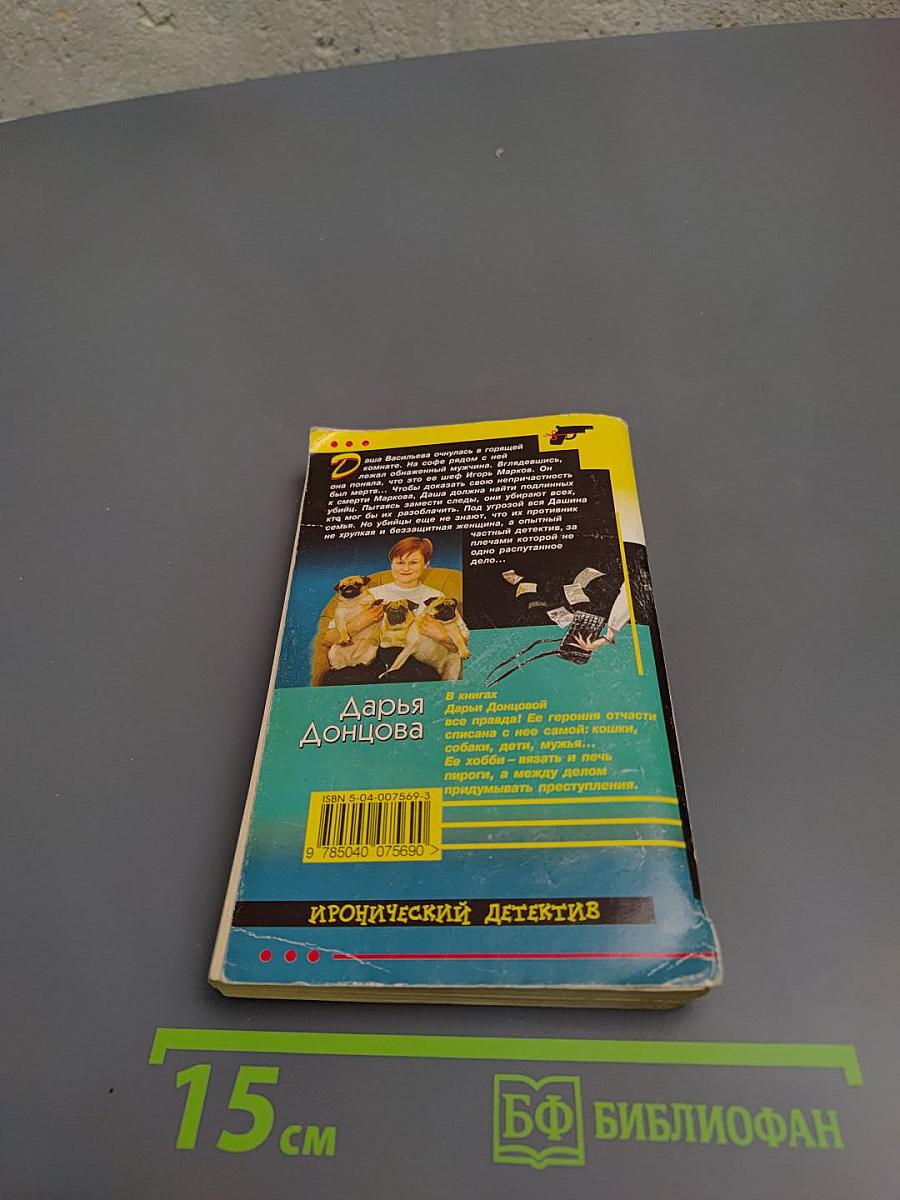 Даша Васильева очнулась в горящей
комнате. На софе рядом с ней
лежал обнаженный мужчина. Вглядевшись,
она поняла, что это ее шеф Игорь Марков. Он
был мертв... Чтобы доказать свою непричастность
к смерти Маркова, Даша должна найти подлинных
убийц. Пытаясь замести следы, они убирают всех,
кто мог бы их разоблачить. Под угрозой вся Дашина
семья. Но убийцы еще не знают, что их противник
не хрупкая и беззащитная женщина, а опытный
частный детектив, за
плечами которой не
одно распутанное
дело...
Дарья
Донцова
В книгах
Дарьи Донцовой
все правда! Ее героиня отчасти
списана с нее самой: кошки,
собаки, дети, мужья...
Ее хобби – вязать и печь
пироги, а между делом
придумывать преступления.
ISBN 5-04-007569-3
9 785040 075690 >
ИРОНИЧЕСКИЙ ДЕТЕКТИВ
15 см
БФ БИБЛИОФАН